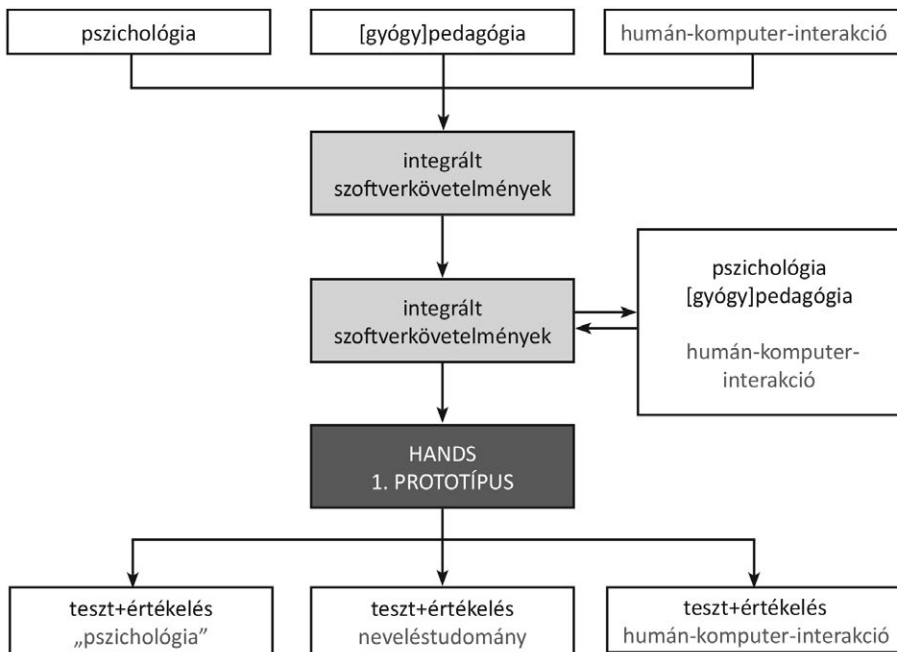 pszichológia
[gyógy]pedagógia
humán-komputer-interakció
integrált
szoftverkövetelmények
integrált
szoftverkövetelmények
pszichológia
[gyógy]pedagógia
humán-komputer-
interakció
HANDS
1. PROTOTÍPUS
teszt+értékelés
„pszichológia”
teszt+értékelés
neveléstudomány
teszt+értékelés
humán-komputer-interakció